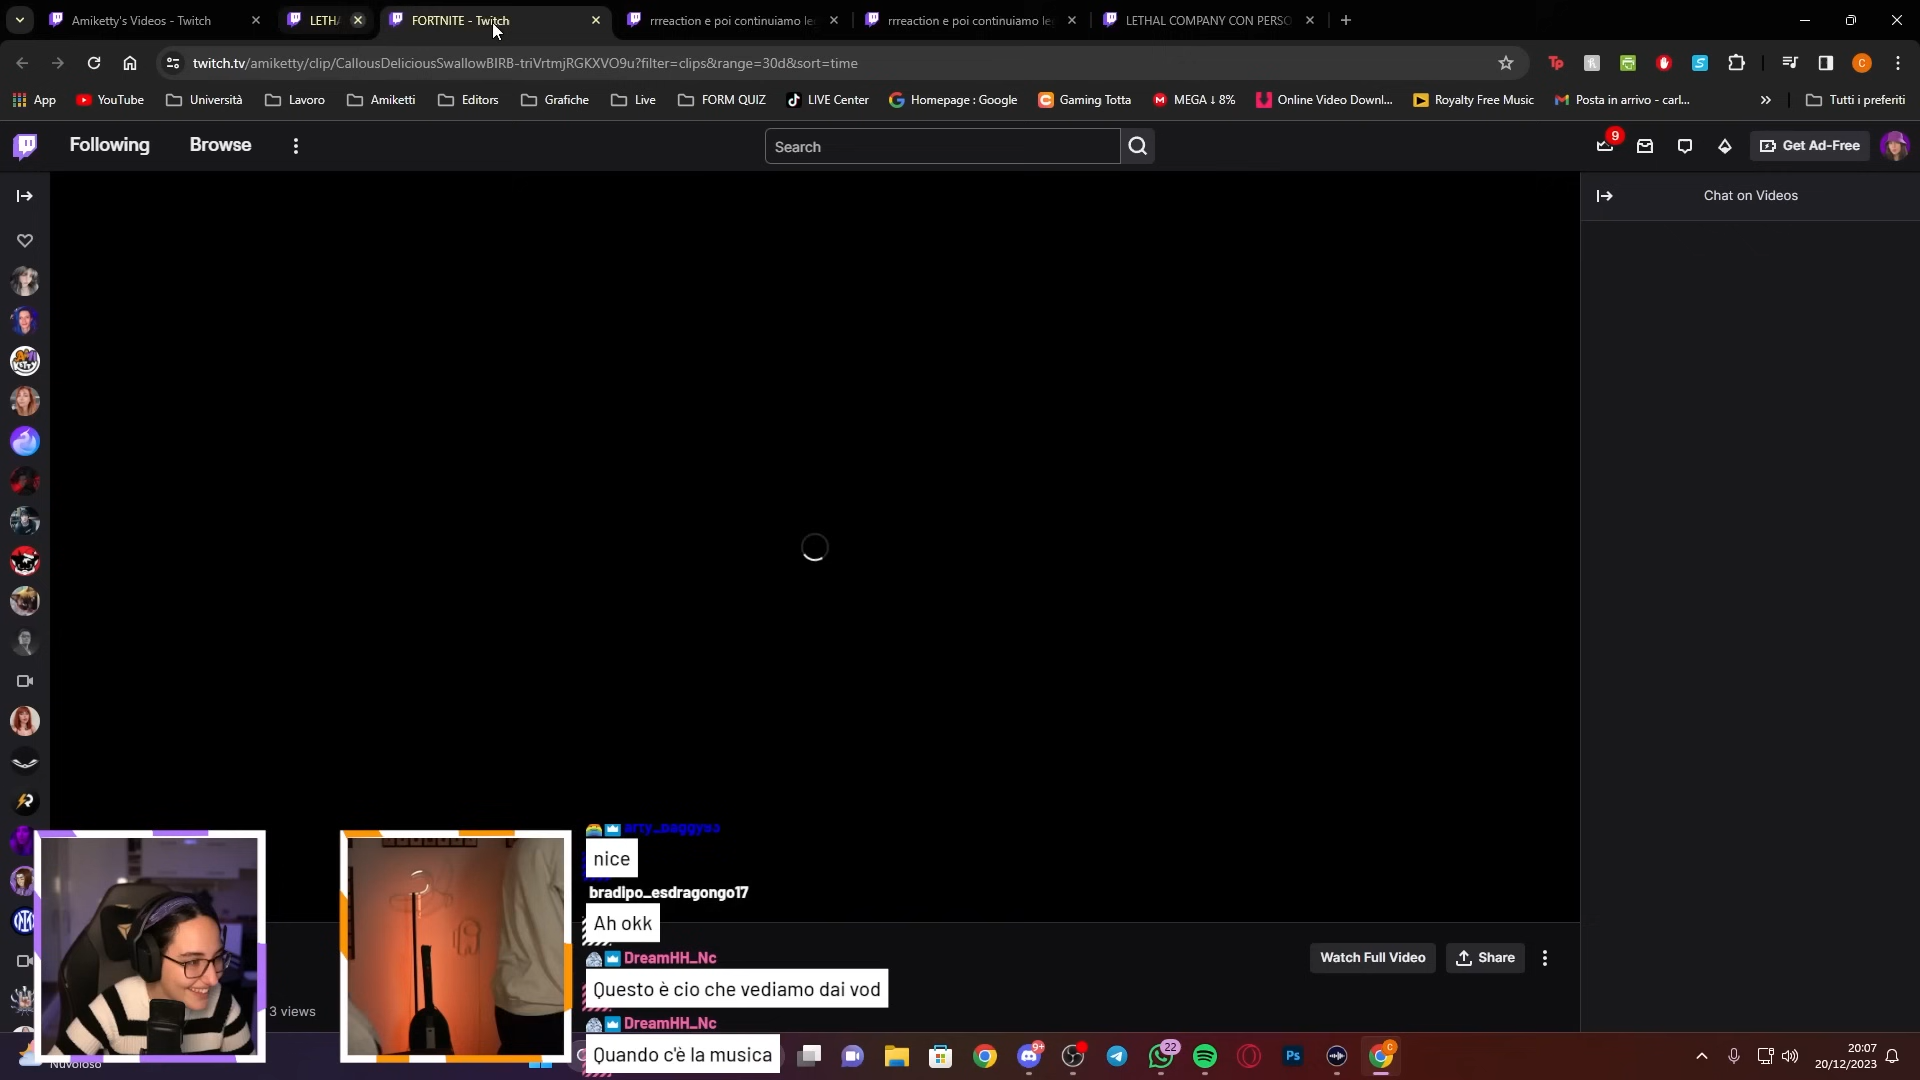 Amiketty's Videos - Twitch
LETHA
FORTNITE - Twitch
rrreaction e poi continuiamo le
rrreaction e poi continuiamo le
LETHAL COMPANY CON PERSO
twitch.tv/amiketty/clip/CallousDeliciousSwallowBIRB-triVrtmjRGKXVO9u?filter=clips&range=30d&sort=time
App
YouTube
Università
Lavoro
Amiketti
Editors
Grafiche
Live
FORM QUIZ
LIVE Center
Homepage : Google
Gaming Totta
MEGA ↓ 8%
Online Video Downl...
Royalty Free Music
Posta in arrivo - carl...
Tutti i preferiti
Following
Browse
Search
9
Get Ad-Free
Chat on Videos
nice
bradipo_esdragongo17
Ah okk
DreamHH_Nc
Questo è cio che vediamo dai vod
DreamHH_Nc
Quando c'è la musica
3 views
Watch Full Video
Share
Nuvoloso
9+
22
Ps
20:07
20/12/2023